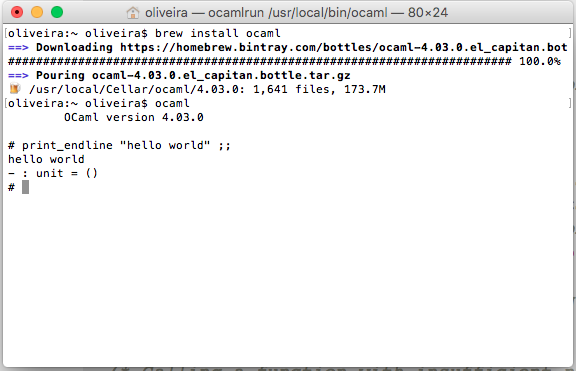 oliveira — ocamlrun /usr/local/bin/ocaml — 80×24
[oliveira:~ oliveira$ brew install ocaml ]
==> Downloading https://homebrew.bintray.com/bottles/ocaml-4.03.0.el_capitan.bot
######################################################################## 100.0%
==> Pouring ocaml-4.03.0.el_capitan.bottle.tar.gz
🍺 /usr/local/Cellar/ocaml/4.03.0: 1,641 files, 173.7M
[oliveira:~ oliveira$ ocaml ]
OCaml version 4.03.0
# print_endline "hello world" ;;
hello world
- : unit = ()
#